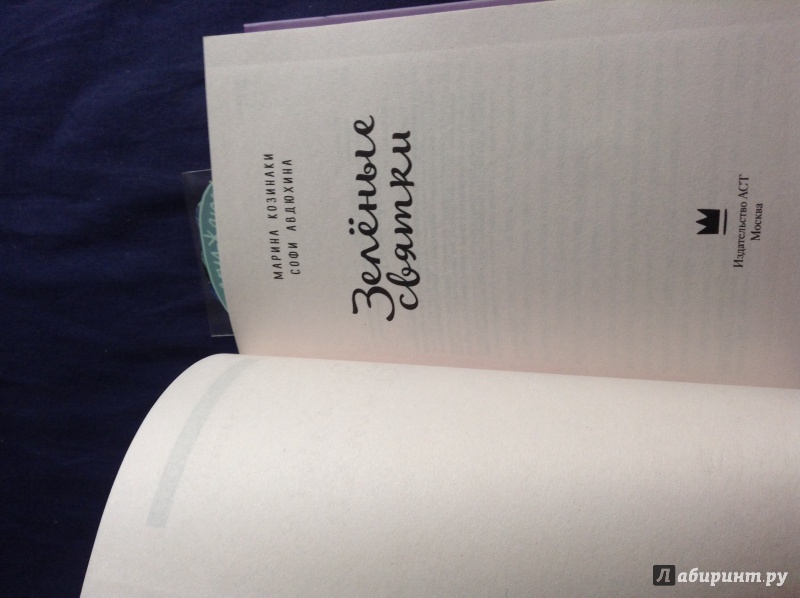 МАРИНА КОЗИНАКИ
СОФИ АВДЮХИНА
Зелёные
святки
Издательство АСТ
Москва
Лабиринт.ру